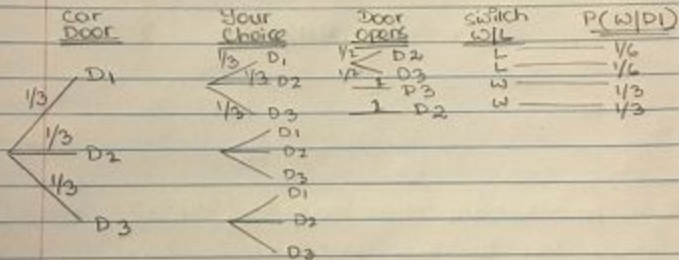 Car Door Your Choice Door opens switch W/L P(W/D1)
1/3 D1 1/3 D1 1/2 D2 L 1/6
1/3 D2 1/2 D3 L 1/6
1/3 D3 1 D3 W 1/3
1 D2 W 1/3
1/3 D2 D1
D2
D3
1/3 D3 D1
D2
D3